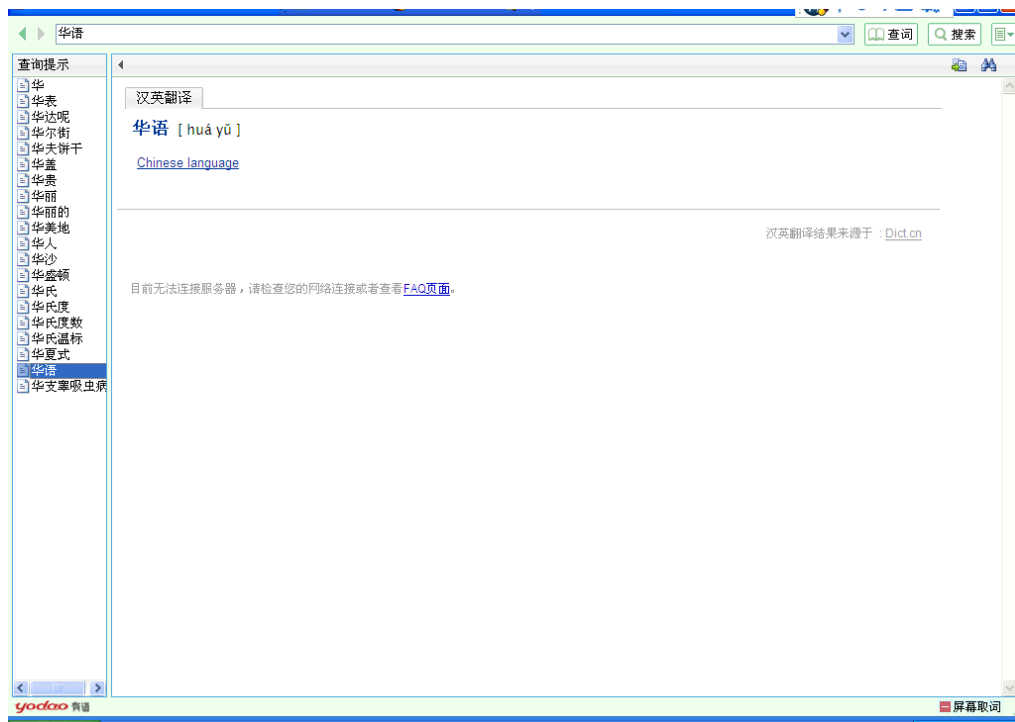 华语
查词
搜索
查询提示
华
华表
华达呢
华尔街
华夫饼干
华盖
华贵
华丽
华丽的
华美地
华人
华沙
华盛顿
华氏
华氏度
华氏度数
华氏温标
华夏式
华语
华支睾吸虫病
汉英翻译
华语 [ huá yǔ ]
Chinese language
汉英翻译结果来源于 : Dict.cn
目前无法连接服务器，请检查您的网络连接或者查看FAQ页面。
yodao 有道
屏幕取词